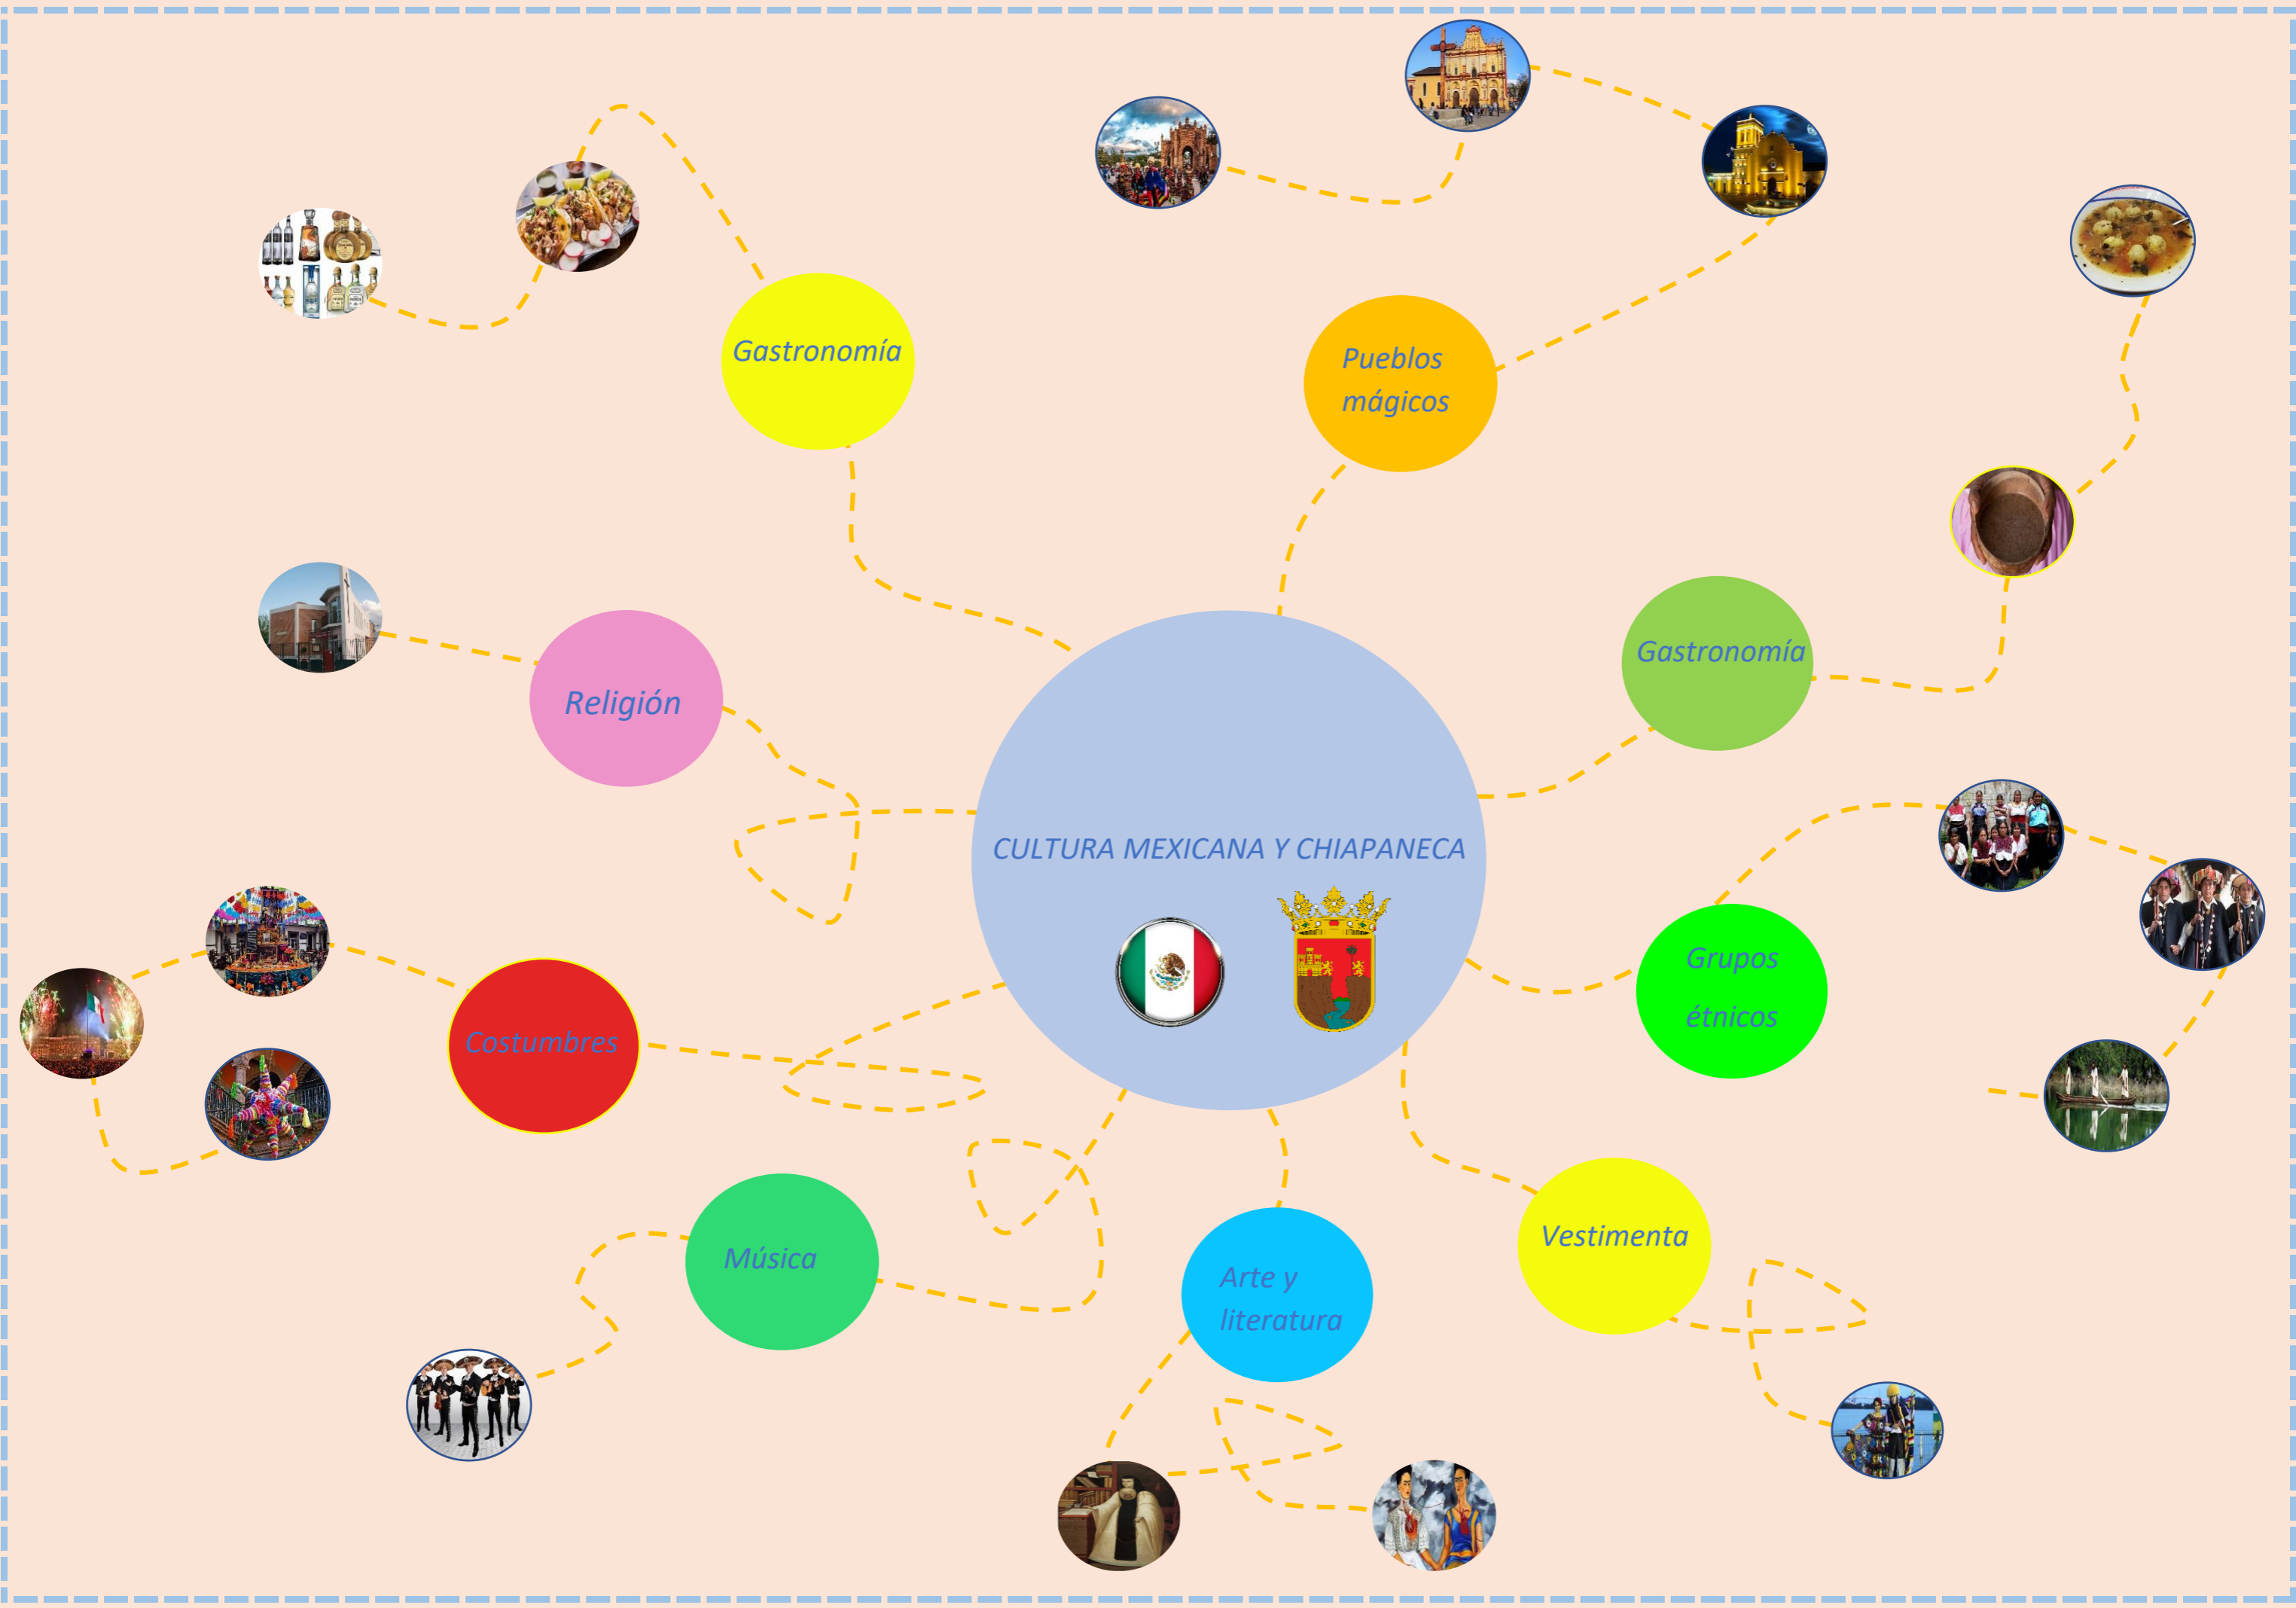 Gastronomía
Pueblos
mágicos
Gastronomía
Religión
CULTURA MEXICANA Y CHIAPANECA
Grupos
étnicos
Costumbres
Vestimenta
Música
Arte y
literatura